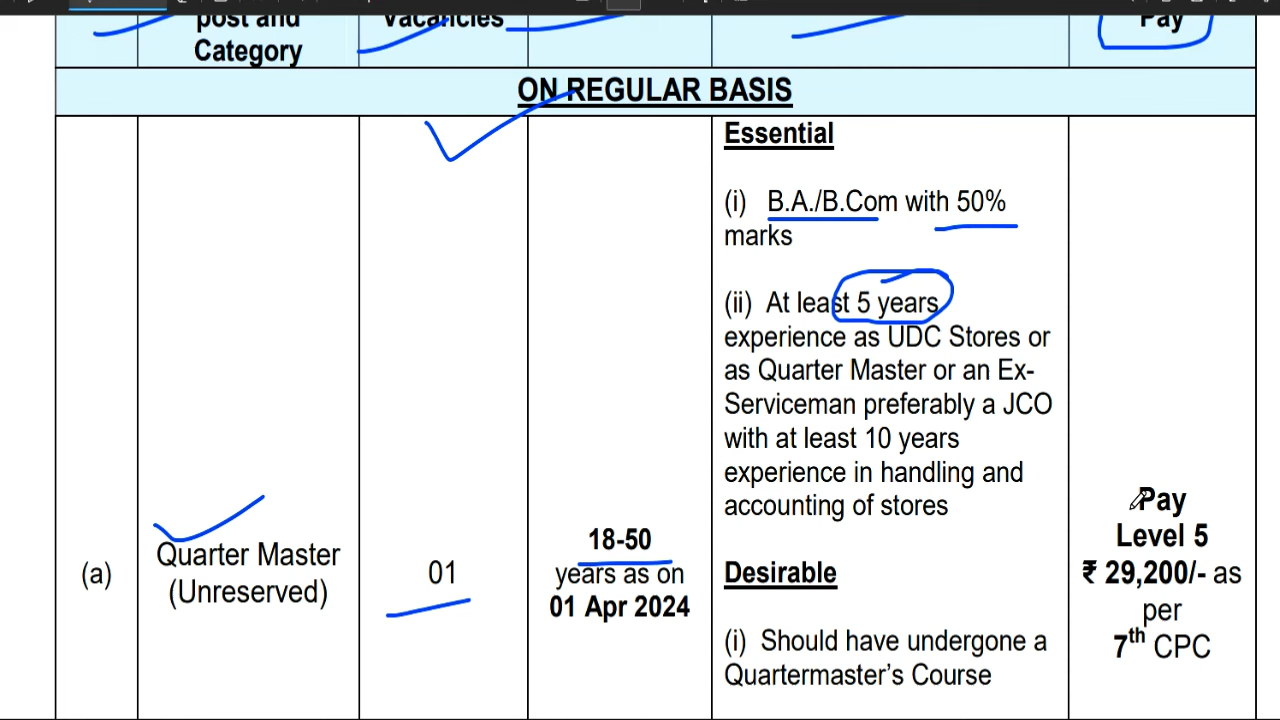 post and
Category
Vacancies
Pay
ON REGULAR BASIS
(a)
Quarter Master
(Unreserved)
01
18-50
years as on
01 Apr 2024
Essential
(i) B.A./B.Com with 50%
marks
(ii) At least 5 years
experience as UDC Stores or
as Quarter Master or an Ex-
Serviceman preferably a JCO
with at least 10 years
experience in handling and
accounting of stores
Desirable
(i) Should have undergone a
Quartermaster's Course
Pay
Level 5
₹ 29,200/- as
per
7th CPC